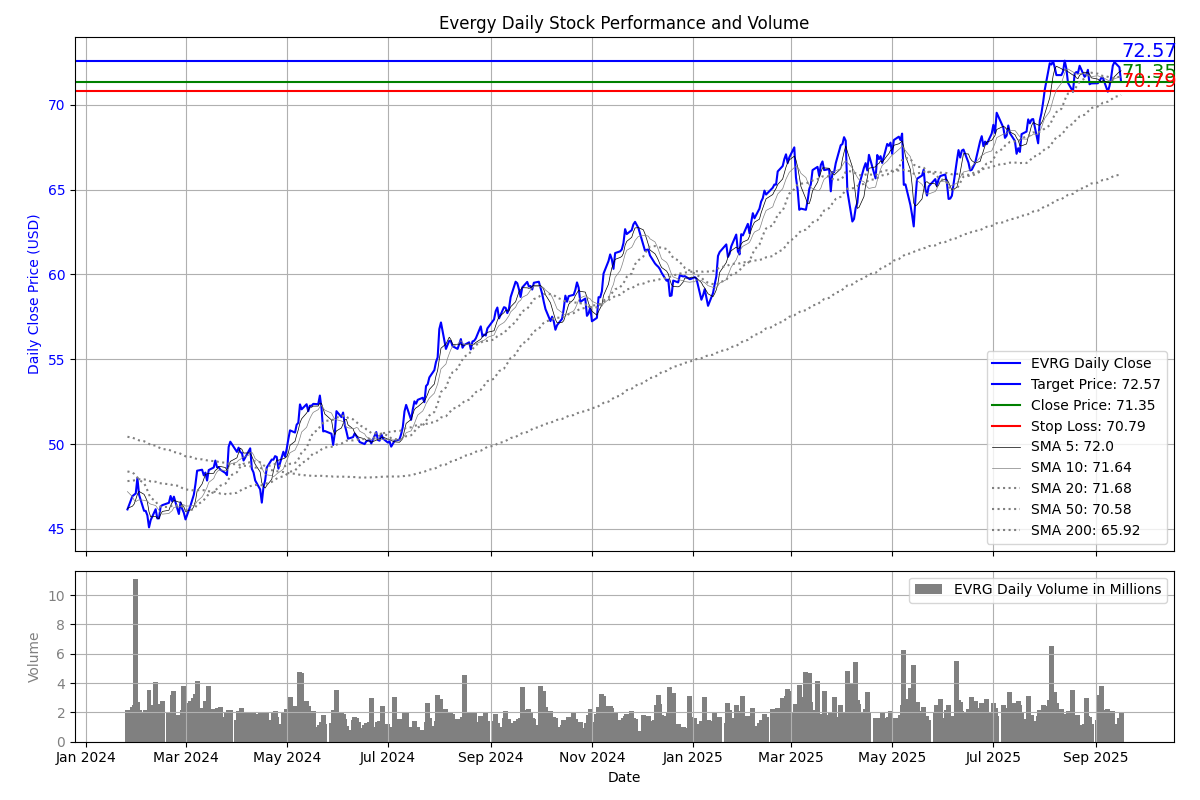 Evergy Daily Stock Performance and Volume
72.57
71.35
70.79
70
65
60
55
50
45
Daily Close Price (USD)
EVRG Daily Close
Target Price: 72.57
Close Price: 71.35
Stop Loss: 70.79
SMA 5: 72.0
SMA 10: 71.64
SMA 20: 71.68
SMA 50: 70.58
SMA 200: 65.92
EVRG Daily Volume in Millions
10
8
6
4
2
0
Volume
Jan 2024 Mar 2024 May 2024 Jul 2024 Sep 2024 Nov 2024 Jan 2025 Mar 2025 May 2025 Jul 2025 Sep 2025
Date